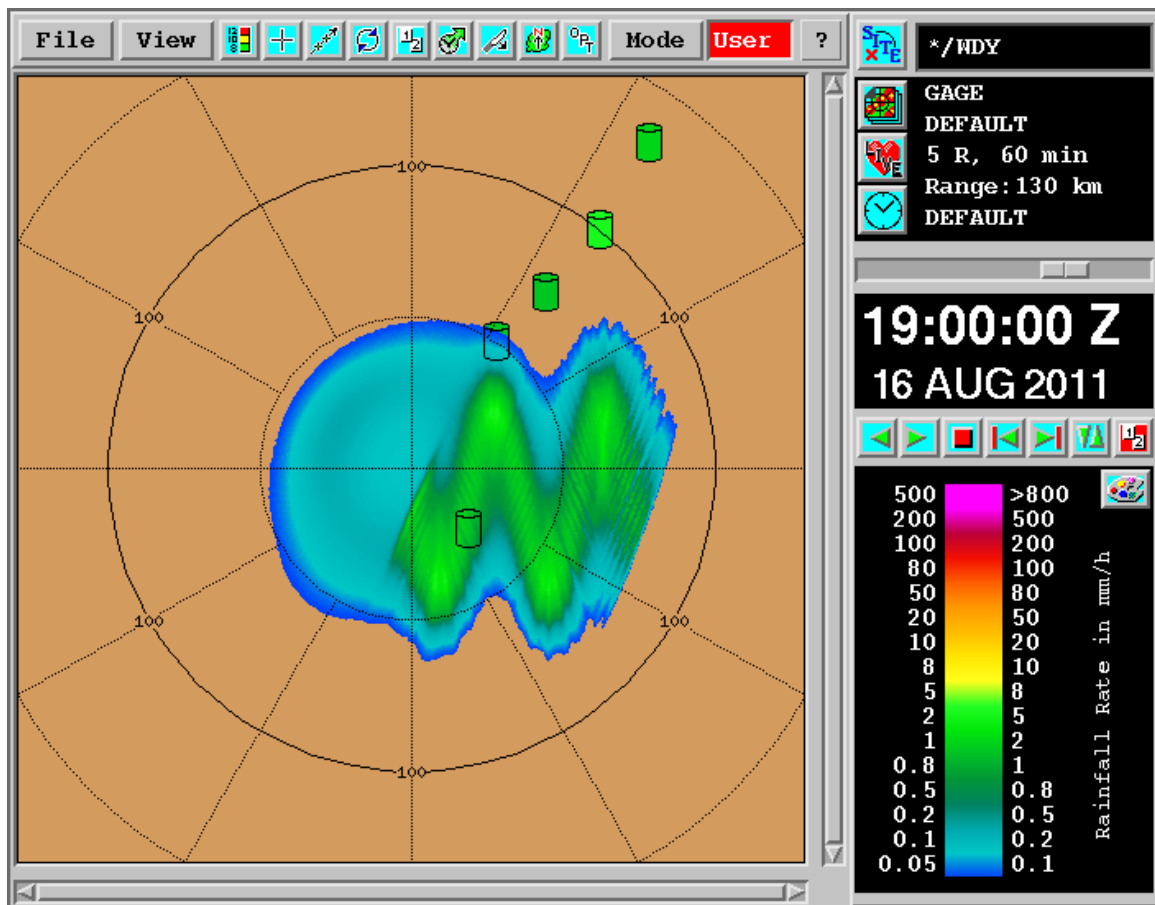 File View Mode User ?
SITE
*/WDY
GAGE
DEFAULT
5 R, 60 min
Range:130 km
DEFAULT
LIVE
19:00:00 Z
16 AUG 2011
100
100
100
100
100
100
500 >800
200 500
100 200
80 100
50 80
20 50
10 20
8 10
5 8
2 5
1 2
0.8 1
0.5 0.8
0.2 0.5
0.1 0.2
0.05 0.1
Rainfall Rate in mm/h